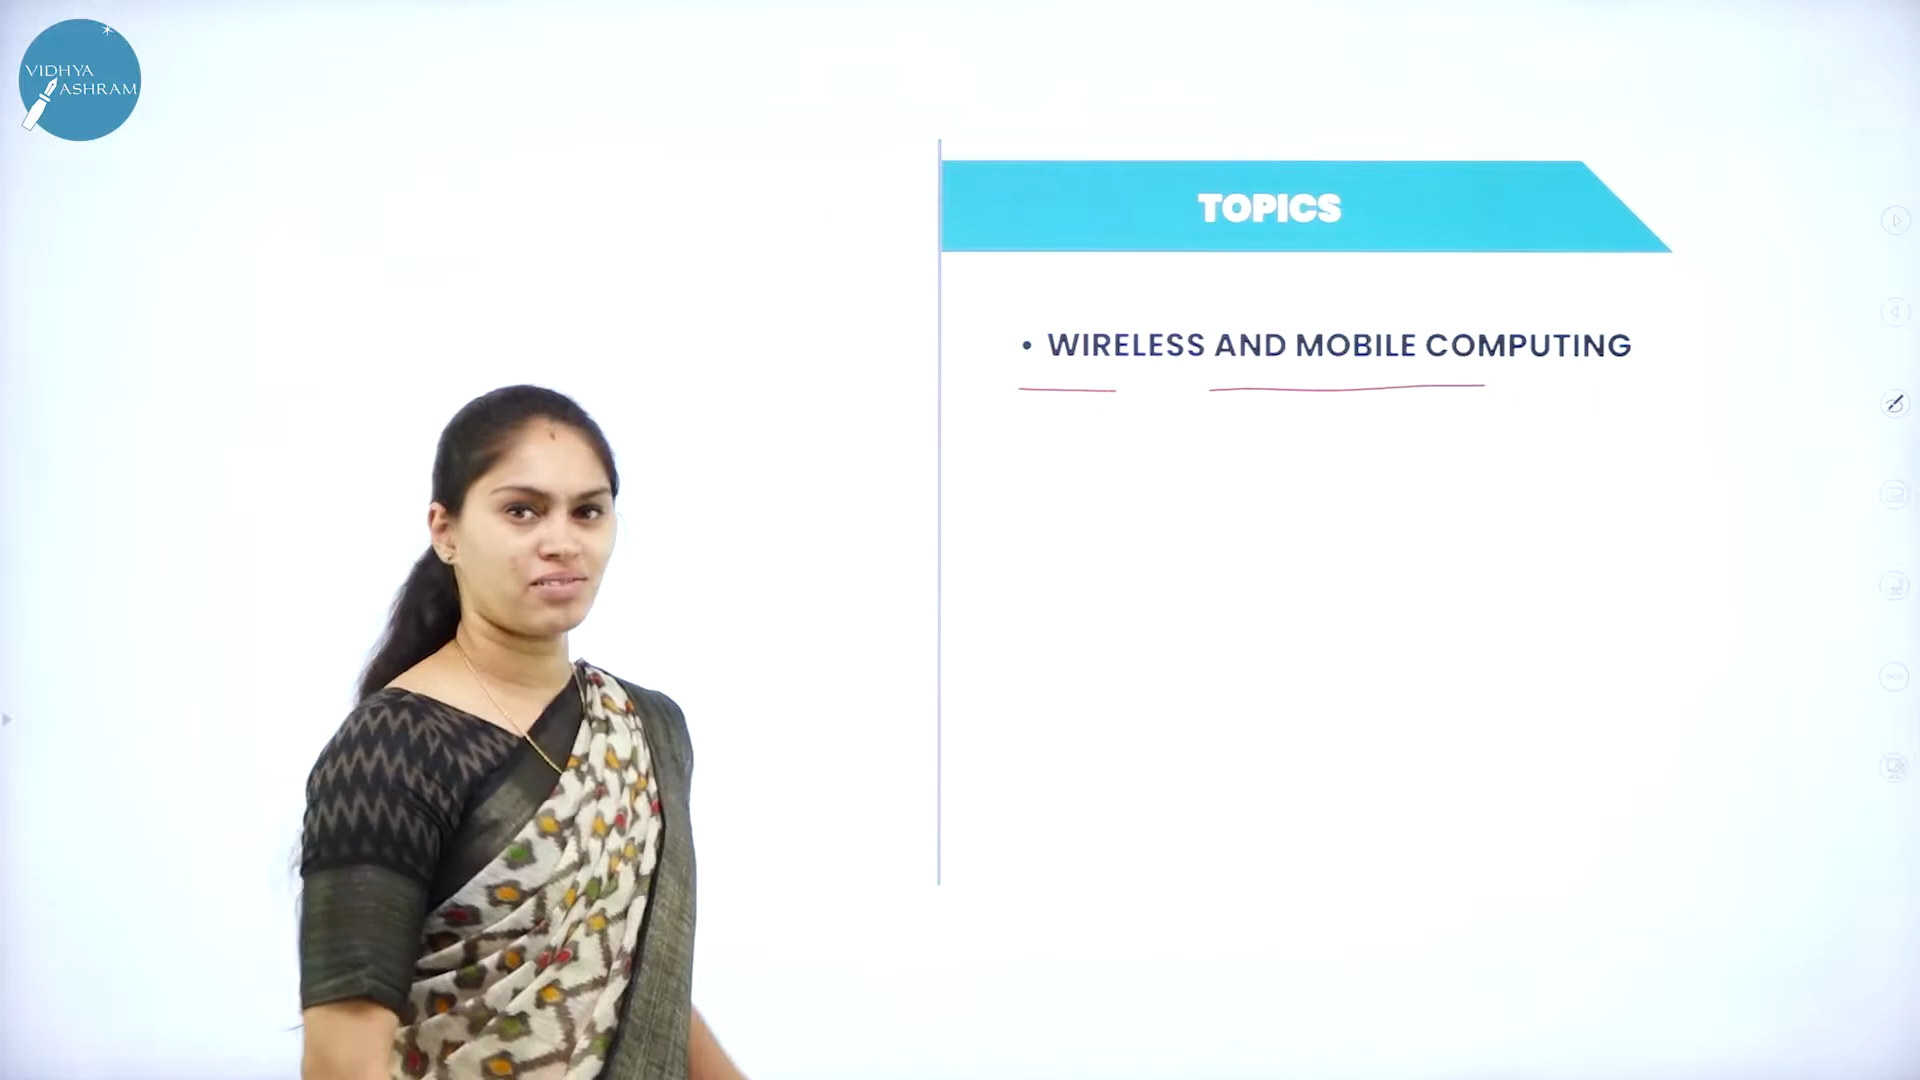 VIDHYA
ASHRAM
TOPICS
• WIRELESS AND MOBILE COMPUTING